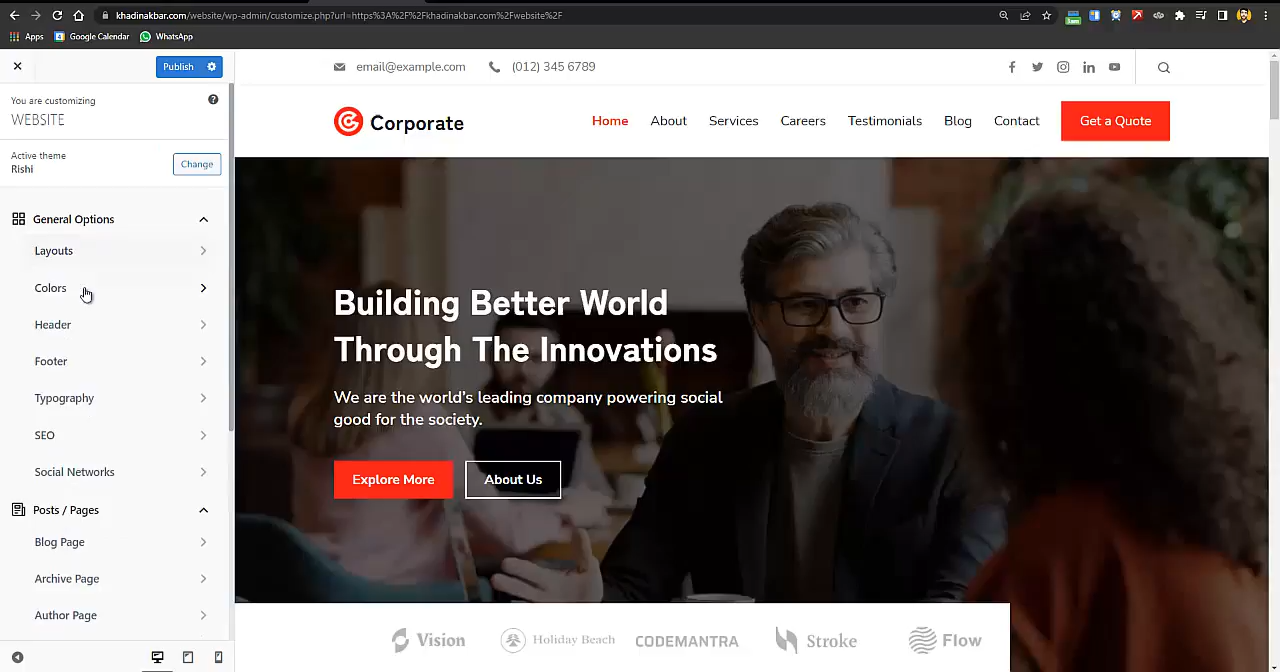 khadinakbar.com/website/wp-admin/customize.php?url=https%3A%2F%2Fkhadinakbar.com%2Fwebsite%2F
Apps Google Calendar WhatsApp
Publish
You are customizing
WEBSITE
Active theme
Rishi
Change
General Options
Layouts
Colors
Header
Footer
Typography
SEO
Social Networks
Posts / Pages
Blog Page
Archive Page
Author Page
email@example.com (012) 345 6789
Corporate
Home About Services Careers Testimonials Blog Contact Get a Quote
Building Better World
Through The Innovations
We are the world's leading company powering social
good for the society.
Explore More About Us
Vision Holiday Beach CODEMANTRA Stroke Flow